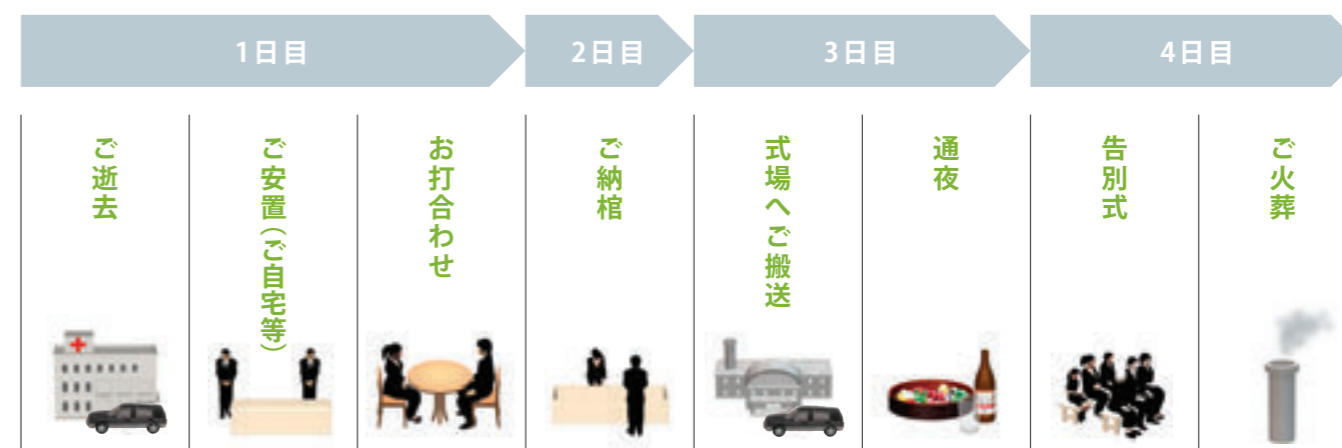 1日目
2日目
3日目
4日目
ご逝去
ご安置(ご自宅等)
お打合わせ
ご納棺
式場へご搬送
通夜
告別式
ご火葬